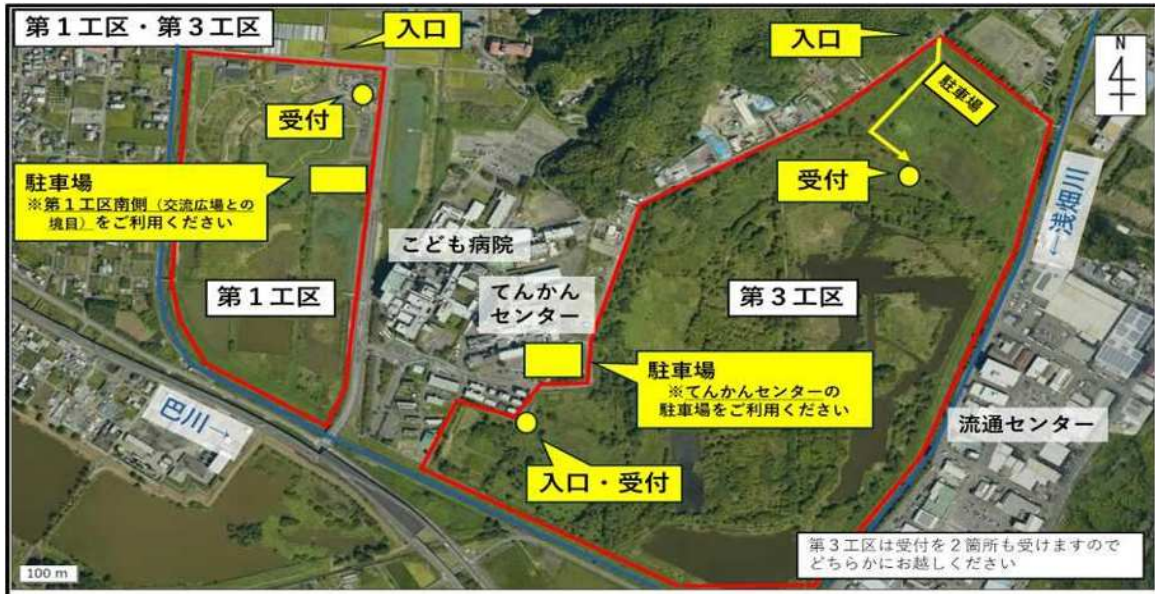 第１工区・第３工区
入口
受付
駐車場
※第１工区南側（交流広場との
境目）をご利用ください
こども病院
てんかん
センター
第１工区
巴川→
入口
駐車場
受付
第３工区
駐車場
※てんかんセンターの
駐車場をご利用ください
入口・受付
←浅畑川
流通センター
第３工区は受付を２箇所も受けますので
どちらかにお越しください
N
100 m